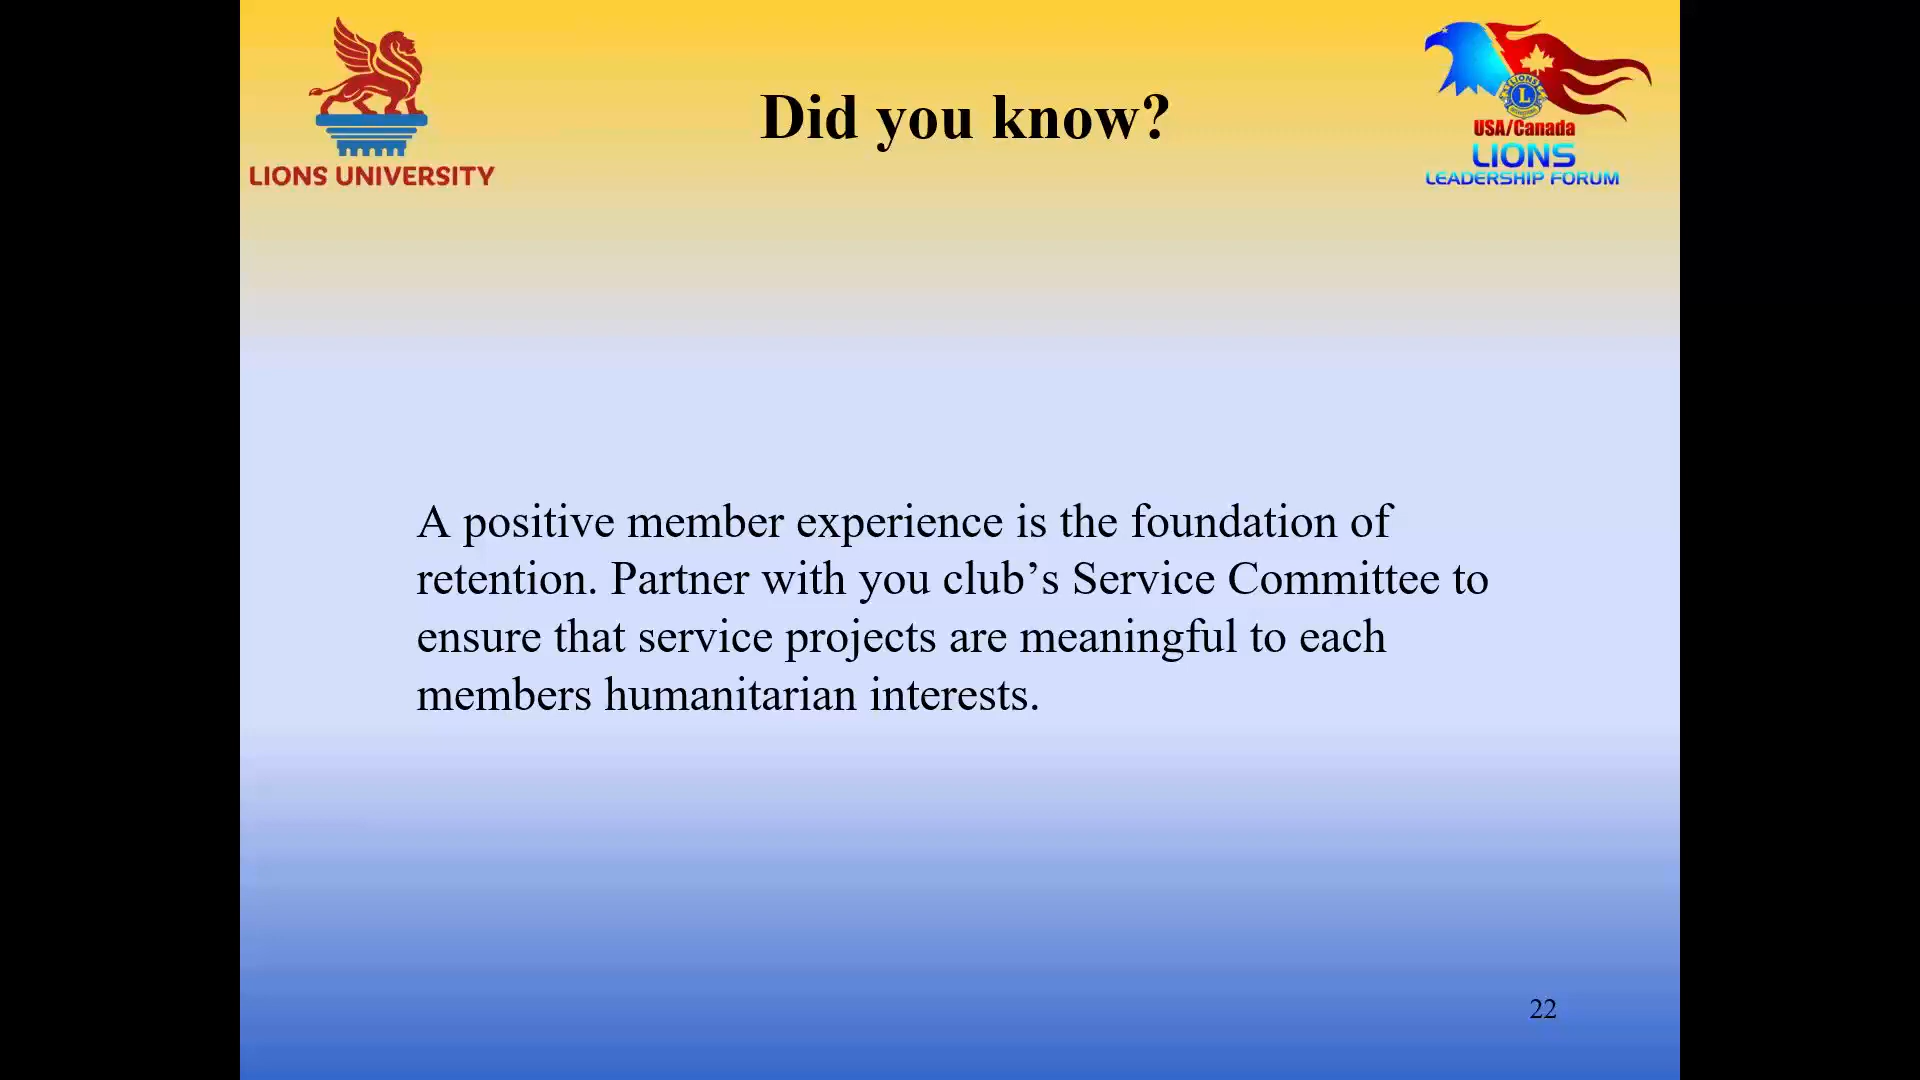 Did you know?
LIONS UNIVERSITY
LIONS
L
USA/Canada
LIONS
LEADERSHIP FORUM
A positive member experience is the foundation of
retention. Partner with you club’s Service Committee to
ensure that service projects are meaningful to each
members humanitarian interests.
22